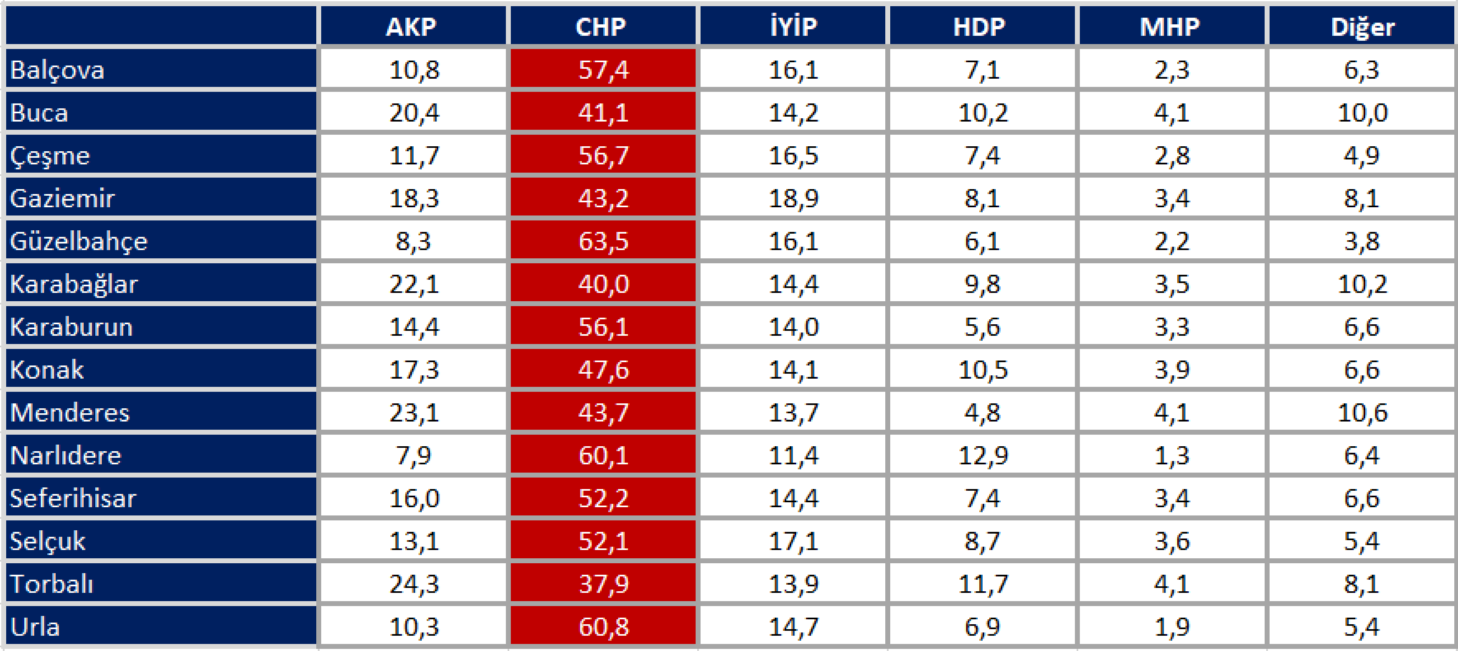 AKP CHP İYİP HDP MHP Diğer
Balçova 10,8 57,4 16,1 7,1 2,3 6,3
Buca 20,4 41,1 14,2 10,2 4,1 10,0
Çeşme 11,7 56,7 16,5 7,4 2,8 4,9
Gaziemir 18,3 43,2 18,9 8,1 3,4 8,1
Güzelbahçe 8,3 63,5 16,1 6,1 2,2 3,8
Karabağlar 22,1 40,0 14,4 9,8 3,5 10,2
Karaburun 14,4 56,1 14,0 5,6 3,3 6,6
Konak 17,3 47,6 14,1 10,5 3,9 6,6
Menderes 23,1 43,7 13,7 4,8 4,1 10,6
Narlıdere 7,9 60,1 11,4 12,9 1,3 6,4
Seferihisar 16,0 52,2 14,4 7,4 3,4 6,6
Selçuk 13,1 52,1 17,1 8,7 3,6 5,4
Torbalı 24,3 37,9 13,9 11,7 4,1 8,1
Urla 10,3 60,8 14,7 6,9 1,9 5,4